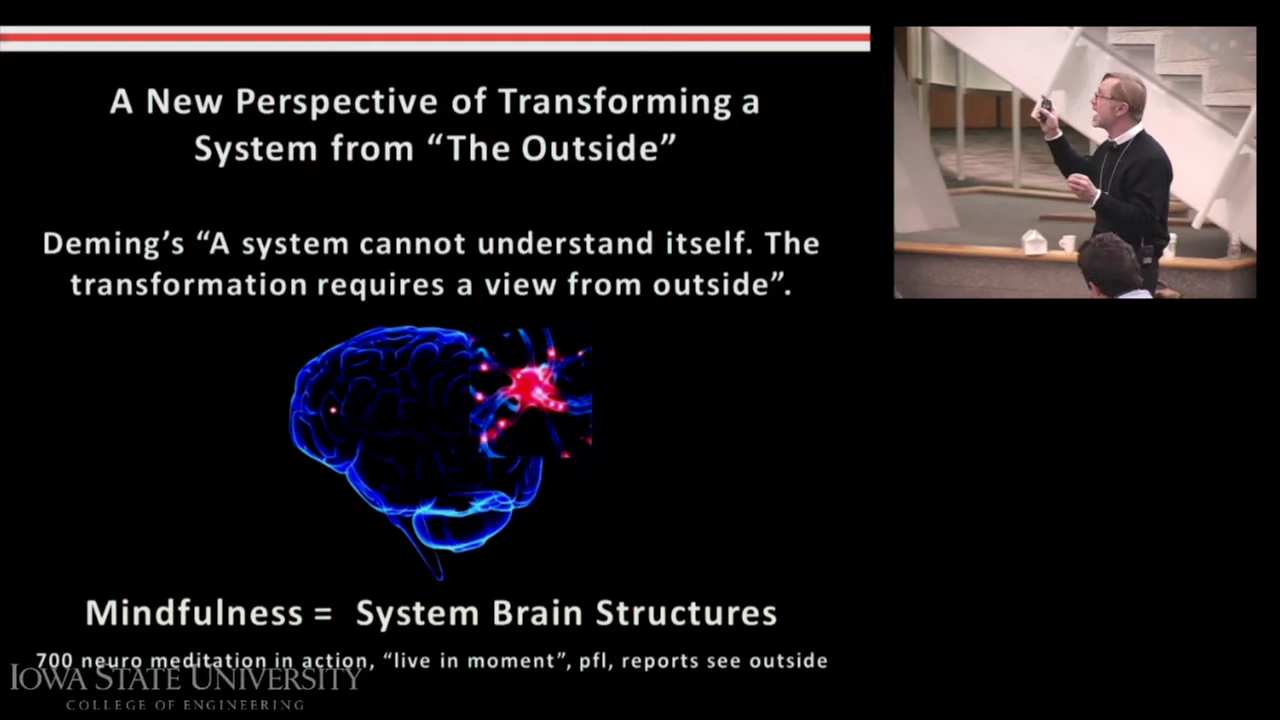 A New Perspective of Transforming a
System from “The Outside”
Deming’s “A system cannot understand itself. The
transformation requires a view from outside”.
Mindfulness = System Brain Structures
700 neuro meditation in action, “live in moment”, pfl, reports see outside
IOWA STATE UNIVERSITY
COLLEGE OF ENGINEERING